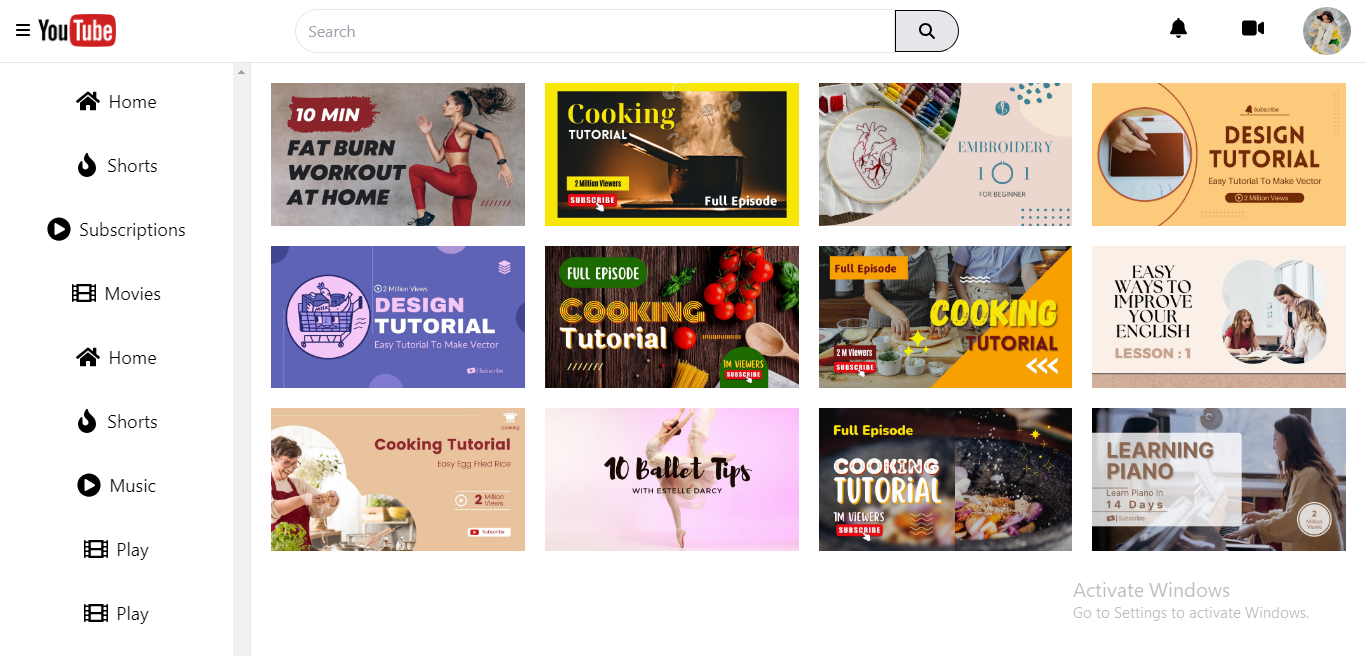 YouTube
Search
Home
Shorts
Subscriptions
Movies
Home
Shorts
Music
Play
Play
10 MIN
FAT BURN
WORKOUT
AT HOME
Cooking
TUTORIAL
2 Million Viewers
SUBSCRIBE
Full Episode
EMBROIDERY
101
FOR BEGINNER
Subscribe
DESIGN
TUTORIAL
Easy Tutorial To Make Vector
2 Million Views
2 Million Views
DESIGN
TUTORIAL
Easy Tutorial To Make Vector
Subscribe
FULL EPISODE
COOKING
Tutorial
1M VIEWERS
SUBSCRIBE
Full Episode
COOKING
TUTORIAL
2 M Viewers
SUBSCRIBE
EASY
WAYS TO
IMPROVE
YOUR
ENGLISH
LESSON : 1
Cooking
Cooking Tutorial
Easy Egg Fried Rice
2 Million
Views
Subscribe
10 Ballet Tips
WITH ESTELLE DARCY
Full Episode
COOKING
TUTORIAL
1M VIEWERS
SUBSCRIBE
LEARNING
PIANO
Learn Piano In
14 Days
Subscribe
2
Million
Views
Activate Windows
Go to Settings to activate Windows.